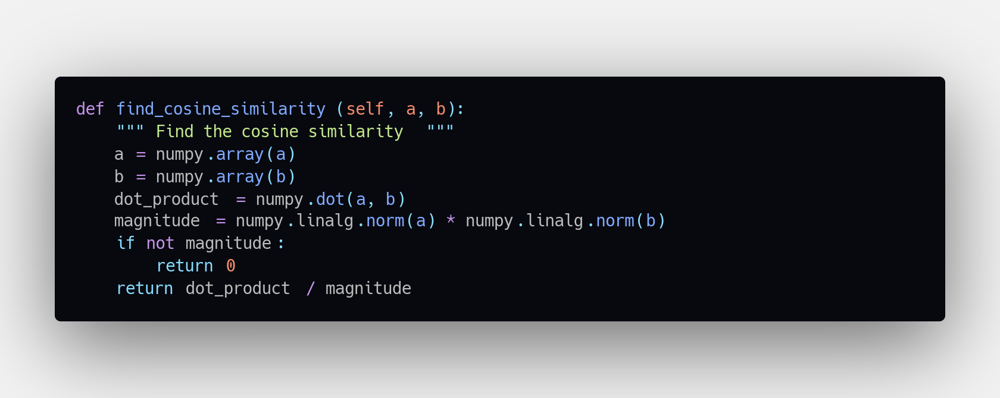 def find_cosine_similarity (self, a, b):
    """ Find the cosine similarity """
    a = numpy.array(a)
    b = numpy.array(b)
    dot_product = numpy.dot(a, b)
    magnitude = numpy.linalg.norm(a) * numpy.linalg.norm(b)
    if not magnitude:
        return 0
    return dot_product / magnitude